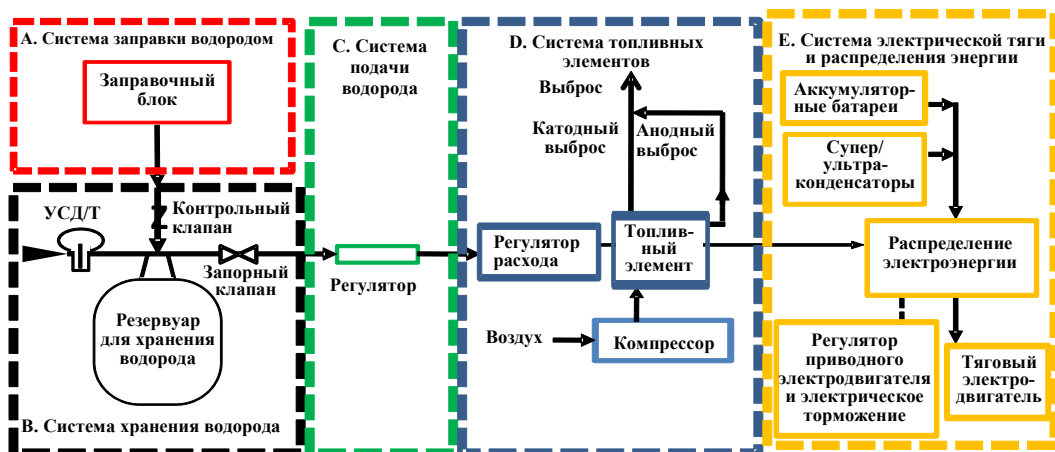 A. Система заправки водородом
Заправочный
блок
УСД/Т
Контрольный
клапан
Запорный
клапан
Резервуар
для хранения
водорода
B. Система хранения водорода
C. Система
подачи
водорода
Регулятор
D. Система топливных
элементов
Выброс
Катодный
выброс
Анодный
выброс
Регулятор
расхода
Топлив-
ный
элемент
Воздух
Компрессор
E. Система электрической тяги
и распределения энергии
Аккумулятор-
ные батареи
Супер/
ультра-
конденсаторы
Распределение
электроэнергии
Регулятор
приводного
электродвигателя
и электрическое
торможение
Тяговый
электро-
двигатель